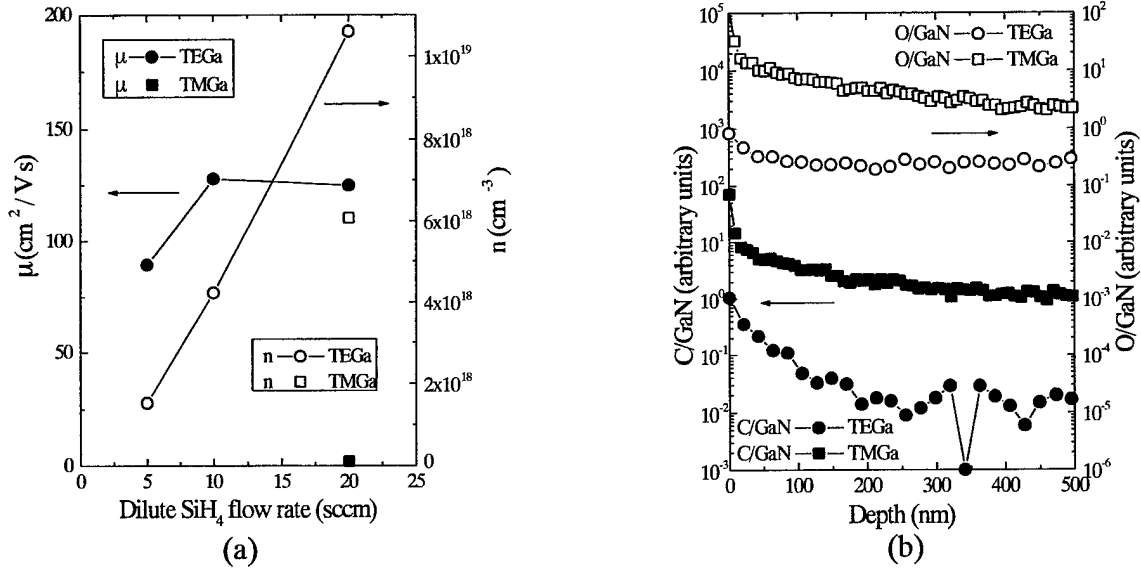 200
150
100
50
25
0
μ (cm² / V s)
μ —●— TEGa
μ ■ TMGa
n —○— TEGa
n □ TMGa
1x10¹⁹
8x10¹⁸
6x10¹⁸
4x10¹⁸
2x10¹⁸
0
n (cm⁻³)
0 5 10 15 20 25
Dilute SiH₄ flow rate (sccm)
(a)
10⁵
10⁴
10³
10²
10¹
10⁰
10⁻¹
10⁻²
10⁻³
C/GaN (arbitrary units)
O/GaN —○— TEGa
O/GaN —□— TMGa
C/GaN —●— TEGa
C/GaN —■— TMGa
10²
10¹
10⁰
10⁻¹
10⁻²
10⁻³
10⁻⁴
10⁻⁵
10⁻⁶
O/GaN (arbitrary units)
0 100 200 300 400 500
Depth (nm)
(b)